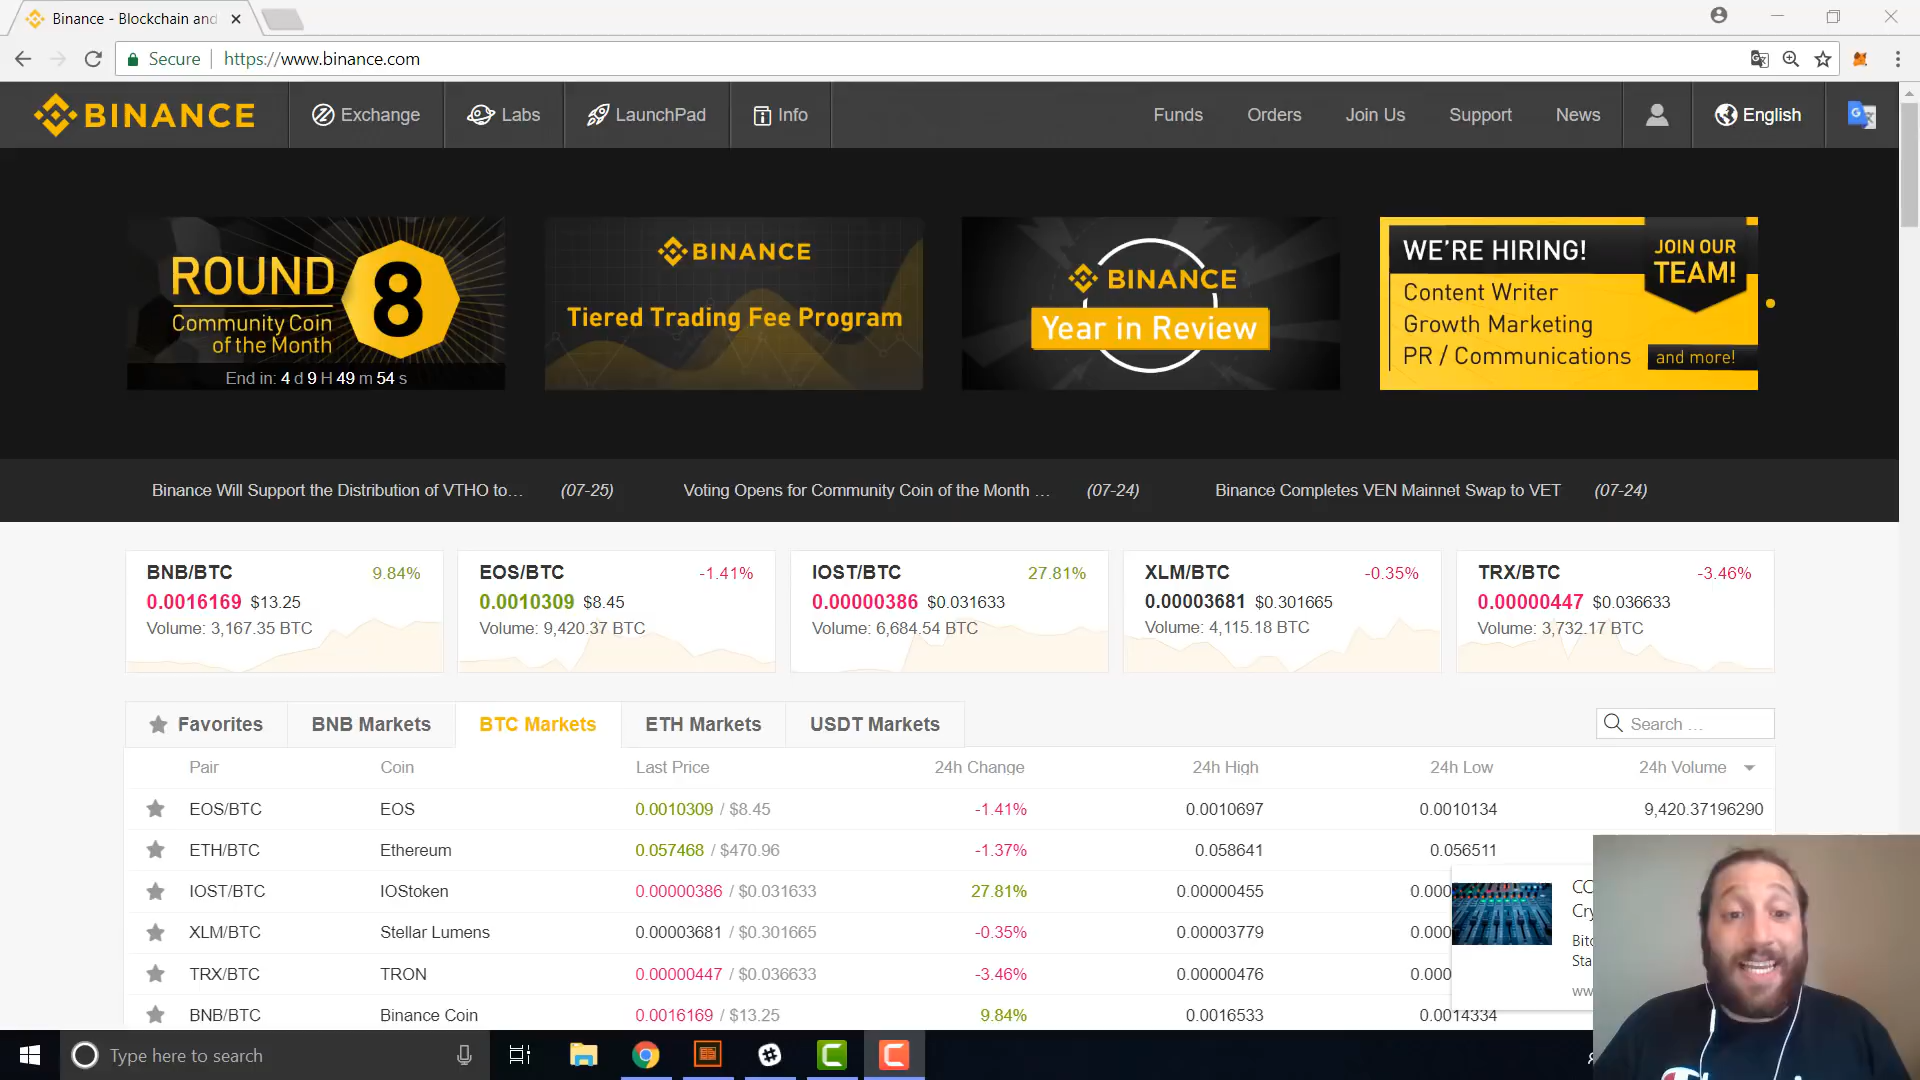 Binance - Blockchain and
Secure https://www.binance.com
BINANCE Exchange Labs LaunchPad Info Funds Orders Join Us Support News English
ROUND 8
Community Coin
of the Month
End in: 4 d 9 H 49 m 54 s
BINANCE
Tiered Trading Fee Program
BINANCE
Year in Review
WE'RE HIRING!
JOIN OUR
TEAM!
Content Writer
Growth Marketing
PR / Communications
and more!
Binance Will Support the Distribution of VTHO to… (07-25) Voting Opens for Community Coin of the Month … (07-24) Binance Completes VEN Mainnet Swap to VET (07-24)
BNB/BTC 9.84%
0.0016169 $13.25
Volume: 3,167.35 BTC
EOS/BTC -1.41%
0.0010309 $8.45
Volume: 9,420.37 BTC
IOST/BTC 27.81%
0.00000386 $0.031633
Volume: 6,684.54 BTC
XLM/BTC -0.35%
0.00003681 $0.301665
Volume: 4,115.18 BTC
TRX/BTC -3.46%
0.00000447 $0.036633
Volume: 3,732.17 BTC
Favorites BNB Markets BTC Markets ETH Markets USDT Markets Search ...
Pair Coin Last Price 24h Change 24h High 24h Low 24h Volume
EOS/BTC EOS 0.0010309 / $8.45 -1.41% 0.0010697 0.0010134 9,420.37196290
ETH/BTC Ethereum 0.057468 / $470.96 -1.37% 0.058641 0.056511
IOST/BTC IOStoken 0.00000386 / $0.031633 27.81% 0.00000455 0.000
XLM/BTC Stellar Lumens 0.00003681 / $0.301665 -0.35% 0.00003779 0.000
TRX/BTC TRON 0.00000447 / $0.036633 -3.46% 0.00000476 0.000
BNB/BTC Binance Coin 0.0016169 / $13.25 9.84% 0.0016533 0.0014334
Type here to search